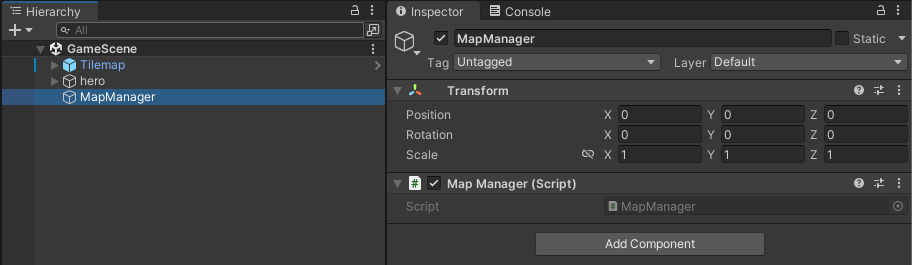 Hierarchy
All
GameScene
Tilemap
hero
MapManager
Inspector
Console
MapManager
Static
Tag Untagged Layer Default
Transform
Position X 0 Y 0 Z 0
Rotation X 0 Y 0 Z 0
Scale X 1 Y 1 Z 1
# Map Manager (Script)
Script # MapManager
Add Component